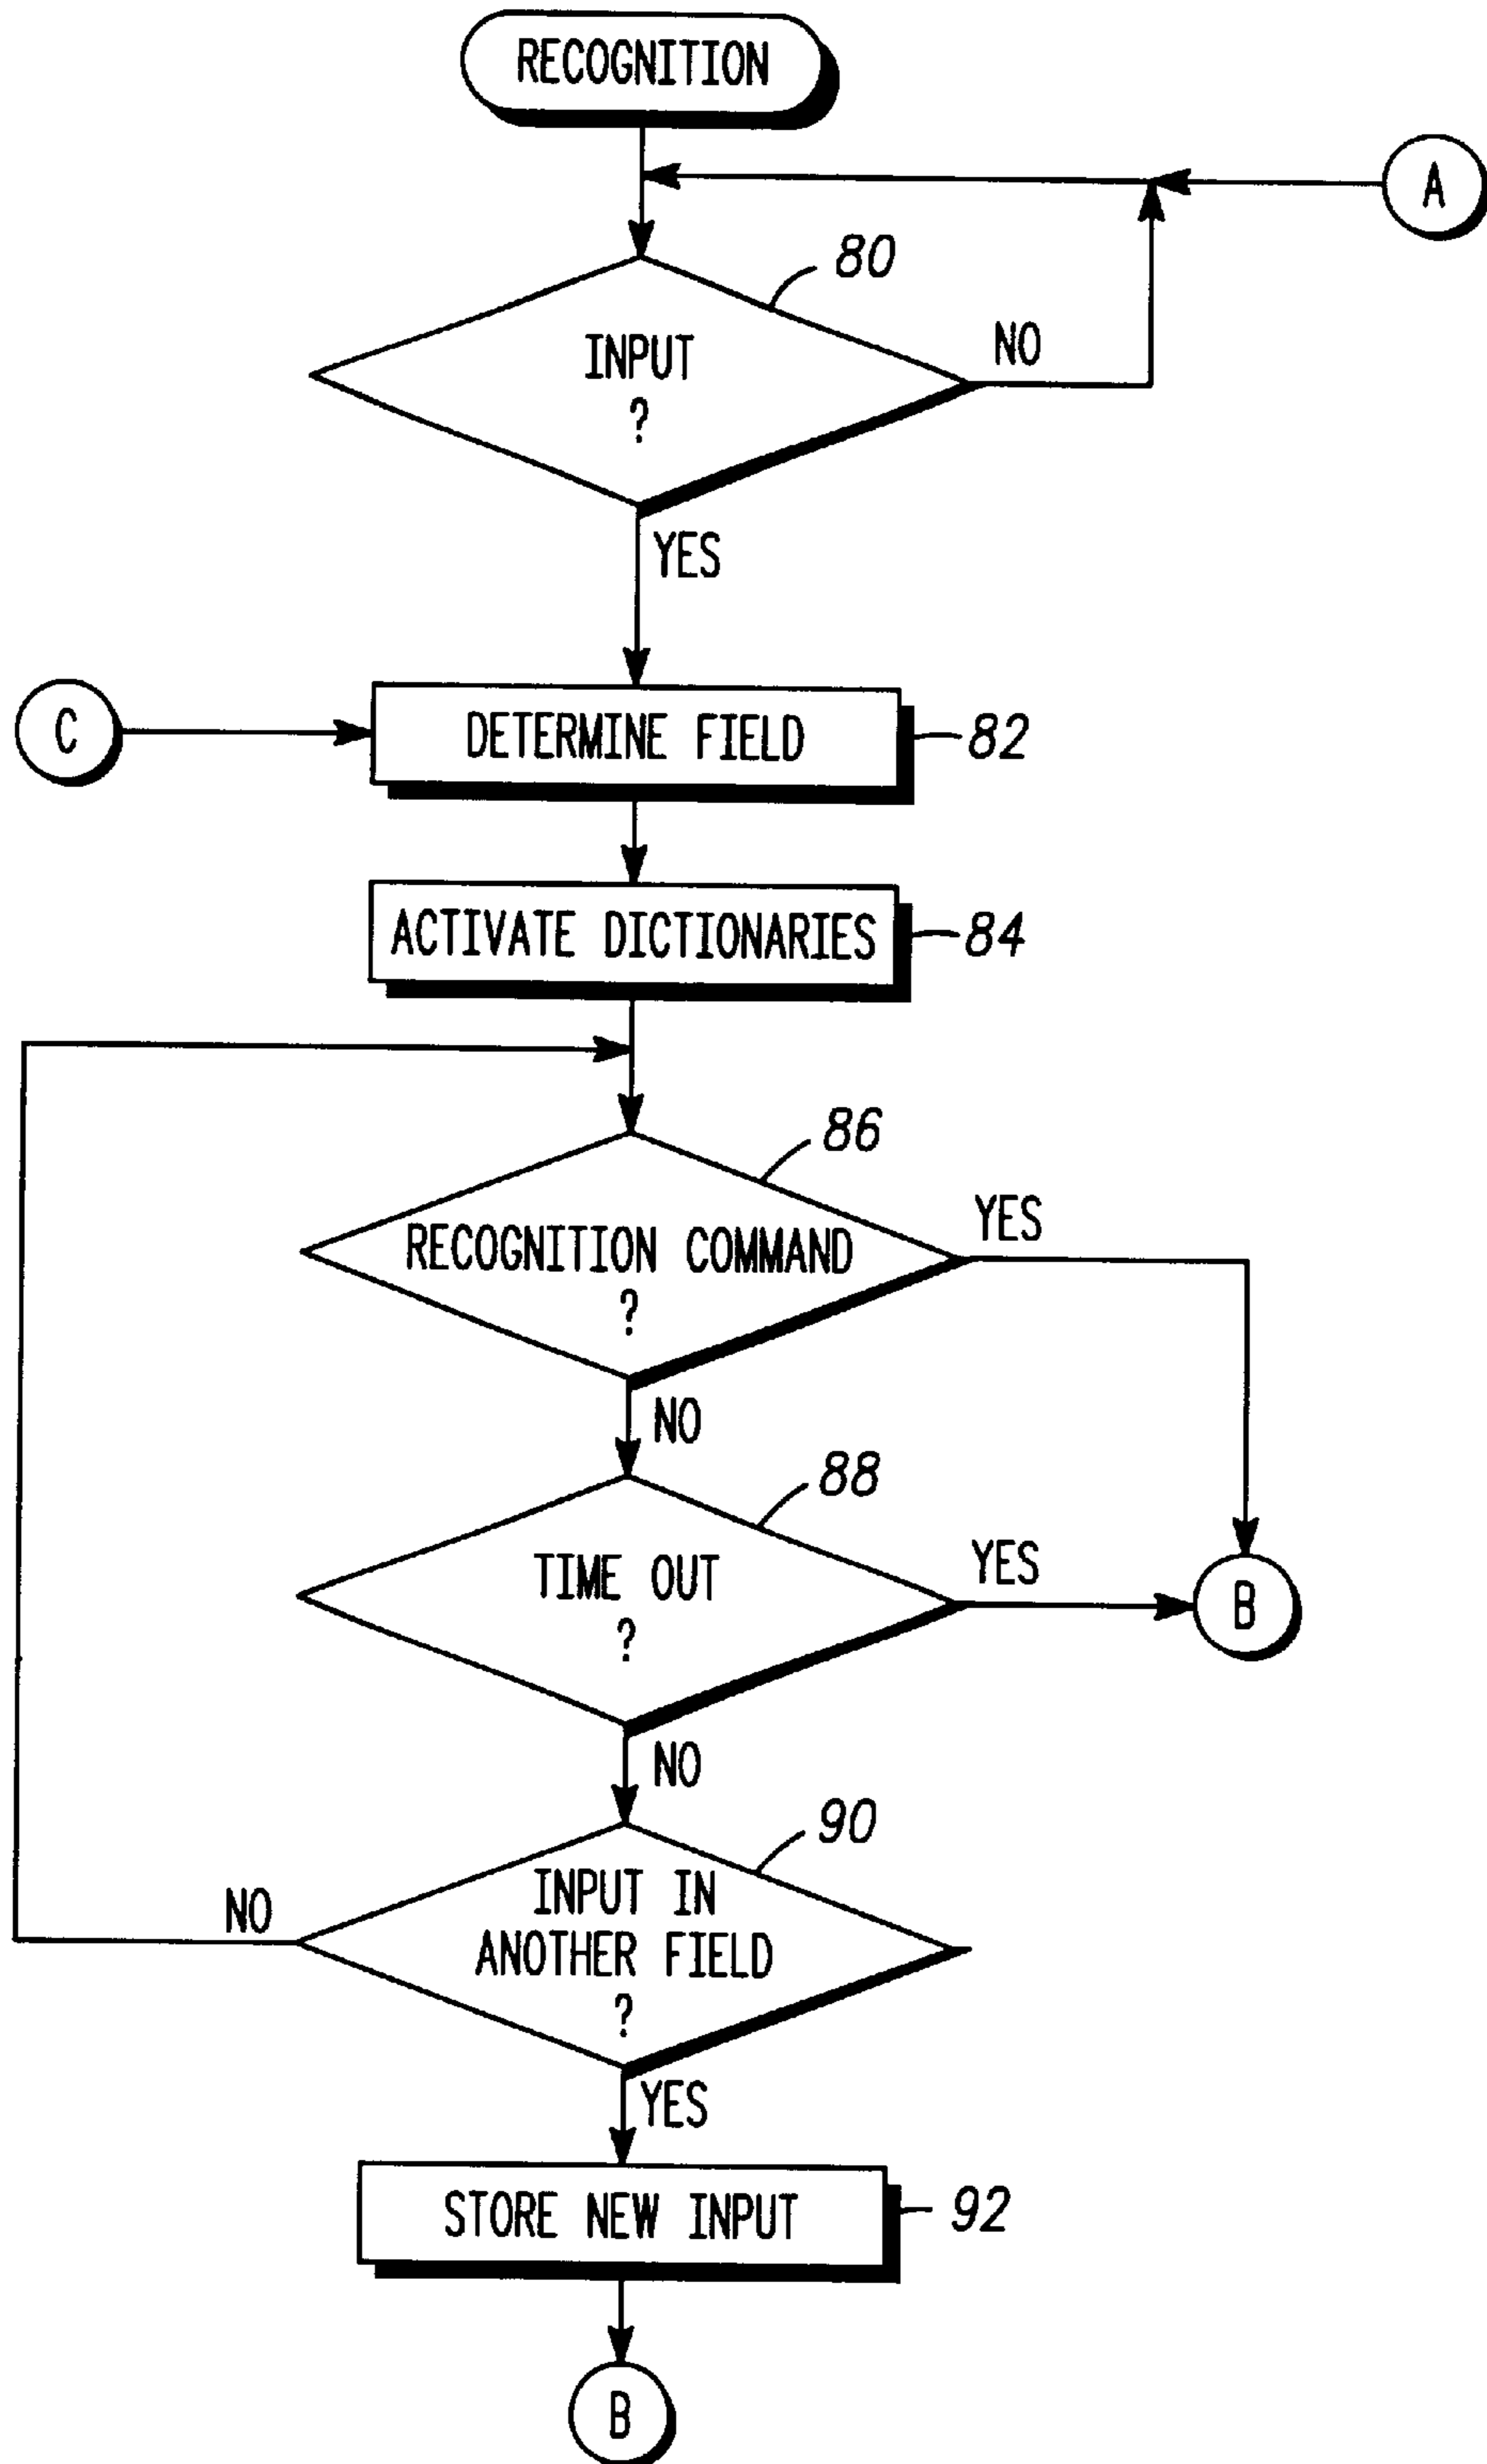 RECOGNITION
A
80
INPUT
?
NO
YES
C
DETERMINE FIELD
82
ACTIVATE DICTIONARIES
84
86
RECOGNITION COMMAND
?
YES
NO
88
TIME OUT
?
YES
B
NO
90
INPUT IN
ANOTHER FIELD
?
NO
YES
STORE NEW INPUT
92
B